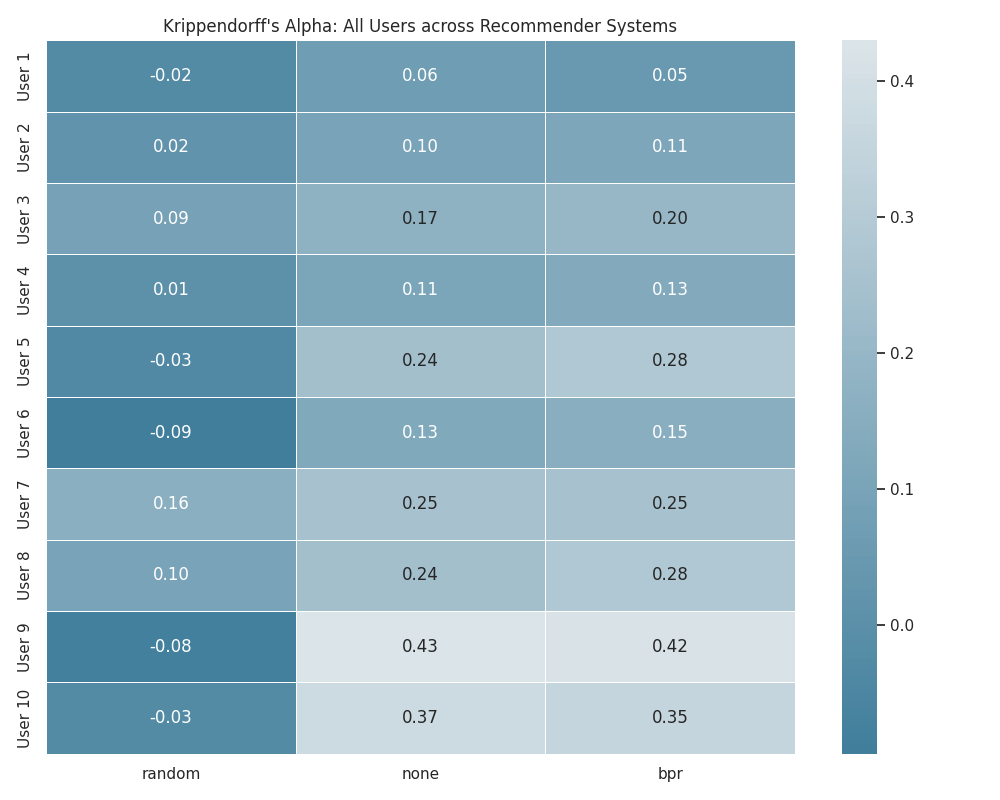 Krippendorff's Alpha: All Users across Recommender Systems
User 1 -0.02 0.06 0.05
User 2 0.02 0.10 0.11
User 3 0.09 0.17 0.20
User 4 0.01 0.11 0.13
User 5 -0.03 0.24 0.28
User 6 -0.09 0.13 0.15
User 7 0.16 0.25 0.25
User 8 0.10 0.24 0.28
User 9 -0.08 0.43 0.42
User 10 -0.03 0.37 0.35
random none bpr
0.4
0.3
0.2
0.1
0.0